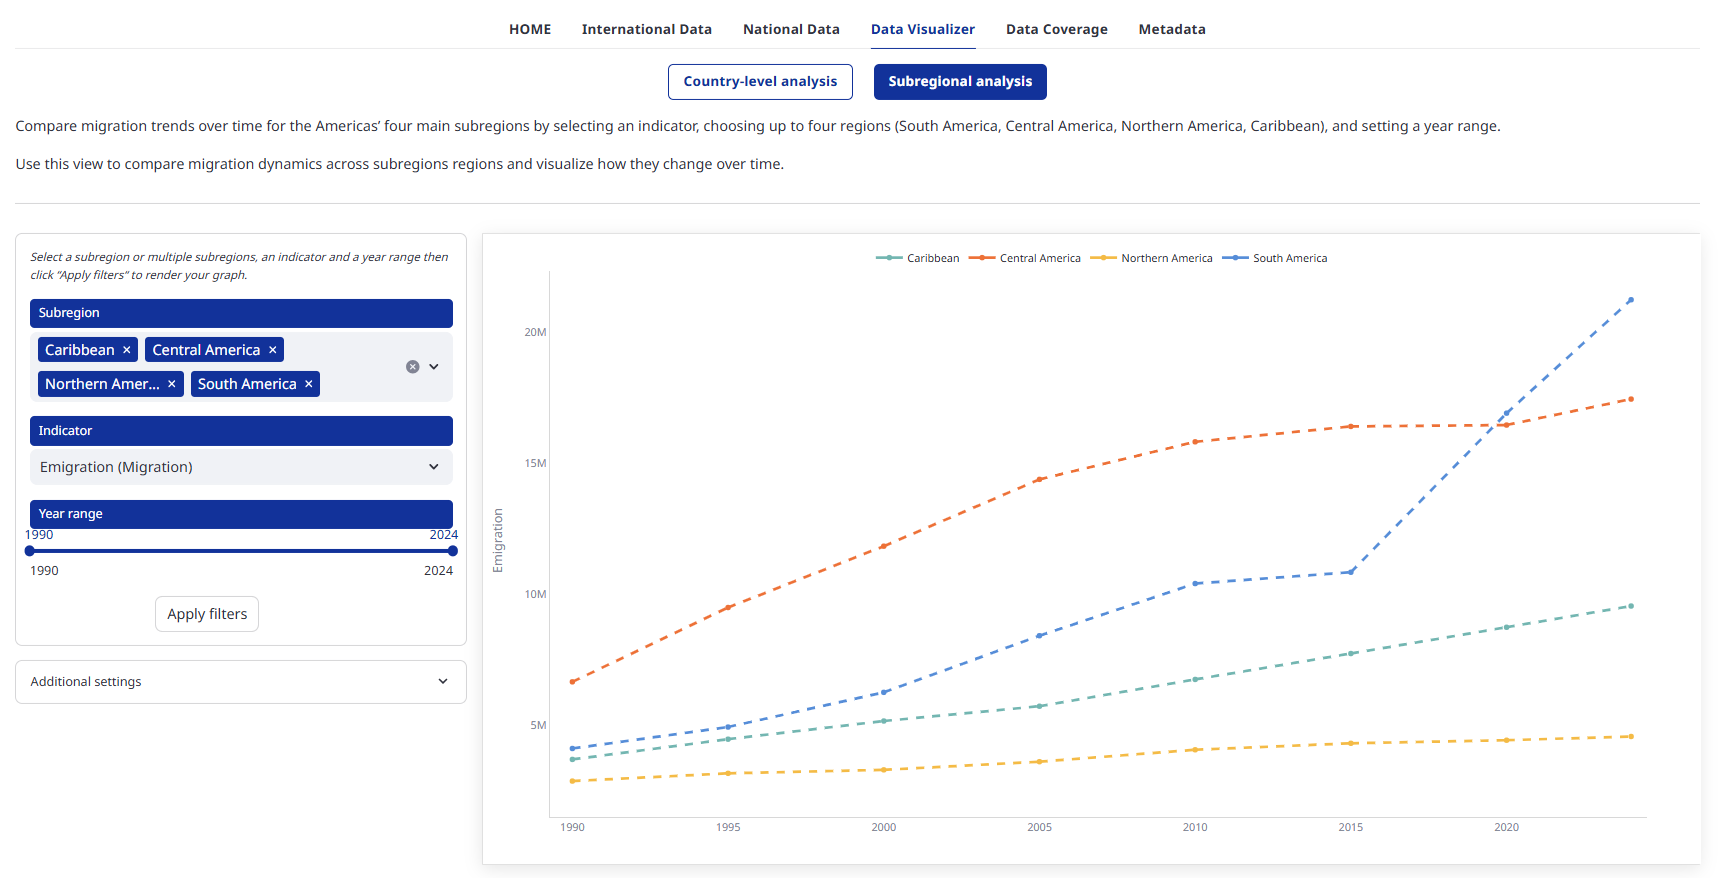 HOME International Data National Data Data Visualizer Data Coverage Metadata
Country-level analysis Subregional analysis
Compare migration trends over time for the Americas’ four main subregions by selecting an indicator, choosing up to four regions (South America, Central America, Northern America, Caribbean), and setting a year range.
Use this view to compare migration dynamics across subregions regions and visualize how they change over time.
Select a subregion or multiple subregions, an indicator and a year range then
click “Apply filters” to render your graph.
Subregion
Caribbean × Central America ×
Northern Amer... × South America ×
Indicator
Emigration (Migration)
Year range
1990 2024
1990 2024
Apply filters
Additional settings
Caribbean Central America Northern America South America
20M
15M
10M
5M
Emigration
1990 1995 2000 2005 2010 2015 2020